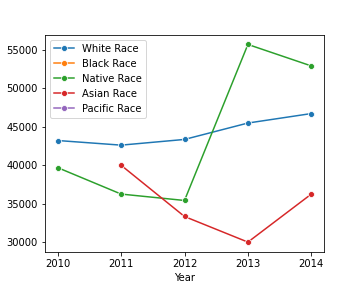 55000
50000
45000
40000
35000
30000
White Race
Black Race
Native Race
Asian Race
Pacific Race
2010 2011 2012 2013 2014
Year